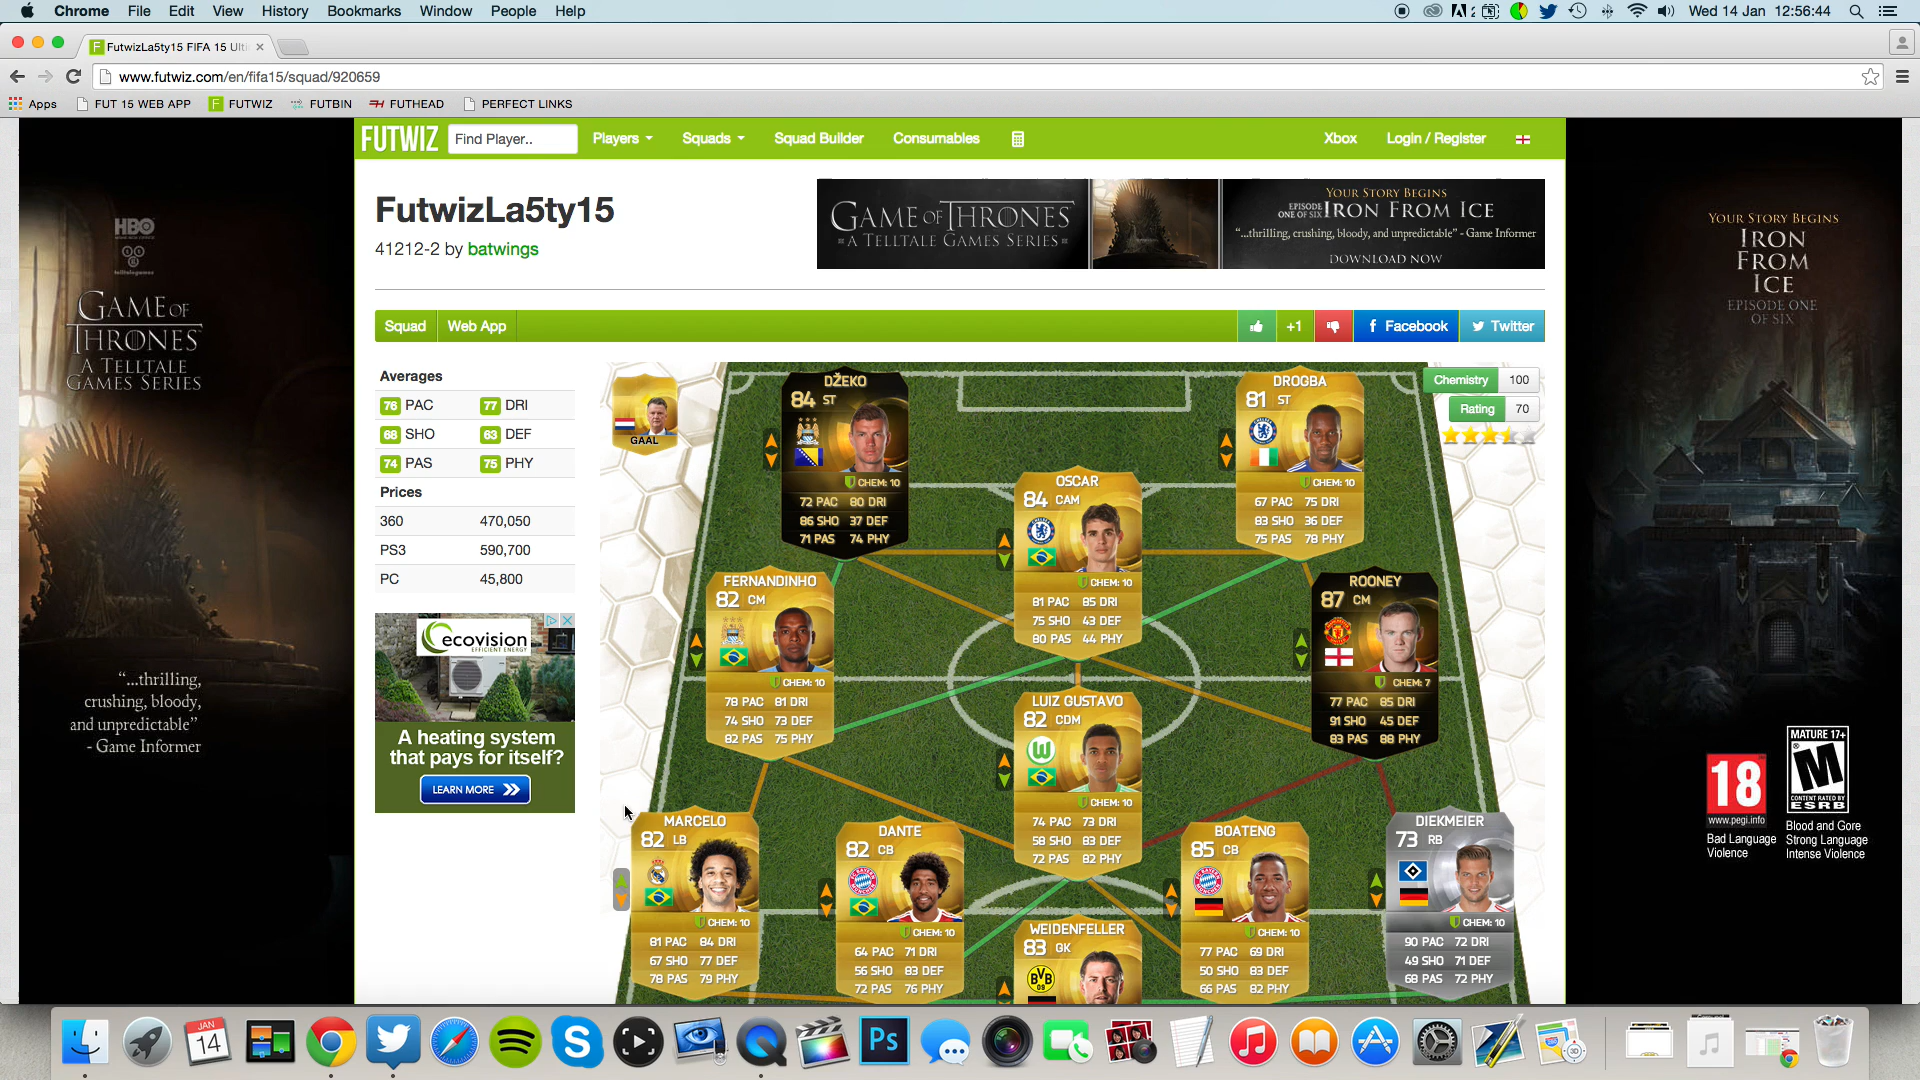 Chrome File Edit View History Bookmarks Window People Help
Wed 14 Jan 12:56:44
FutwizLa5ty15 FIFA 15 Ulti
www.futwiz.com/en/fifa15/squad/920659
Apps FUT 15 WEB APP FUTWIZ FUTBIN FUTHEAD PERFECT LINKS
FUTWIZ Find Player.. Players Squads Squad Builder Consumables Xbox Login / Register
FutwizLa5ty15
41212-2 by batwings
GAME OF THRONES
A TELLTALE GAMES SERIES
YOUR STORY BEGINS
EPISODE ONE OF SIX IRON FROM ICE
"...thrilling, crushing, bloody, and unpredictable" - Game Informer
DOWNLOAD NOW
HBO
telltalegames
GAME OF
THRONES
A TELLTALE
GAMES SERIES
"...thrilling,
crushing, bloody,
and unpredictable"
- Game Informer
Squad Web App +1 Facebook Twitter
Averages
76 PAC 77 DRI
68 SHO 63 DEF
74 PAS 75 PHY
Prices
360 470,050
PS3 590,700
PC 45,800
ecovision
EFFICIENT ENERGY
A heating system
that pays for itself?
LEARN MORE
GAAL
Chemistry 100
Rating 70
DŽEKO
84 ST
CHEM: 10
72 PAC 80 DRI
86 SHO 37 DEF
71 PAS 74 PHY
DROGBA
81 ST
CHEM: 10
67 PAC 75 DRI
83 SHO 36 DEF
75 PAS 78 PHY
OSCAR
84 CAM
CHEM: 10
81 PAC 85 DRI
75 SHO 43 DEF
80 PAS 44 PHY
FERNANDINHO
82 CM
CHEM: 10
78 PAC 81 DRI
74 SHO 73 DEF
82 PAS 75 PHY
ROONEY
87 CM
CHEM: 7
77 PAC 85 DRI
91 SHO 45 DEF
83 PAS 88 PHY
LUIZ GUSTAVO
82 CDM
CHEM: 10
74 PAC 73 DRI
58 SHO 83 DEF
72 PAS 82 PHY
MARCELO
82 LB
CHEM: 10
81 PAC 84 DRI
67 SHO 77 DEF
78 PAS 79 PHY
DANTE
82 CB
CHEM: 10
64 PAC 71 DRI
56 SHO 83 DEF
72 PAS 76 PHY
BOATENG
85 CB
CHEM: 10
77 PAC 69 DRI
50 SHO 83 DEF
66 PAS 82 PHY
DIEKMEIER
73 RB
CHEM: 10
90 PAC 72 DRI
49 SHO 71 DEF
68 PAS 72 PHY
WEIDENFELLER
83 GK
BVB
09
YOUR STORY BEGINS
IRON
FROM
ICE
EPISODE ONE
OF SIX
18
www.pegi.info
Bad Language
Violence
MATURE 17+
M
CONTENT RATED BY
ESRB
Blood and Gore
Strong Language
Intense Violence
JAN
14
Ps
3D